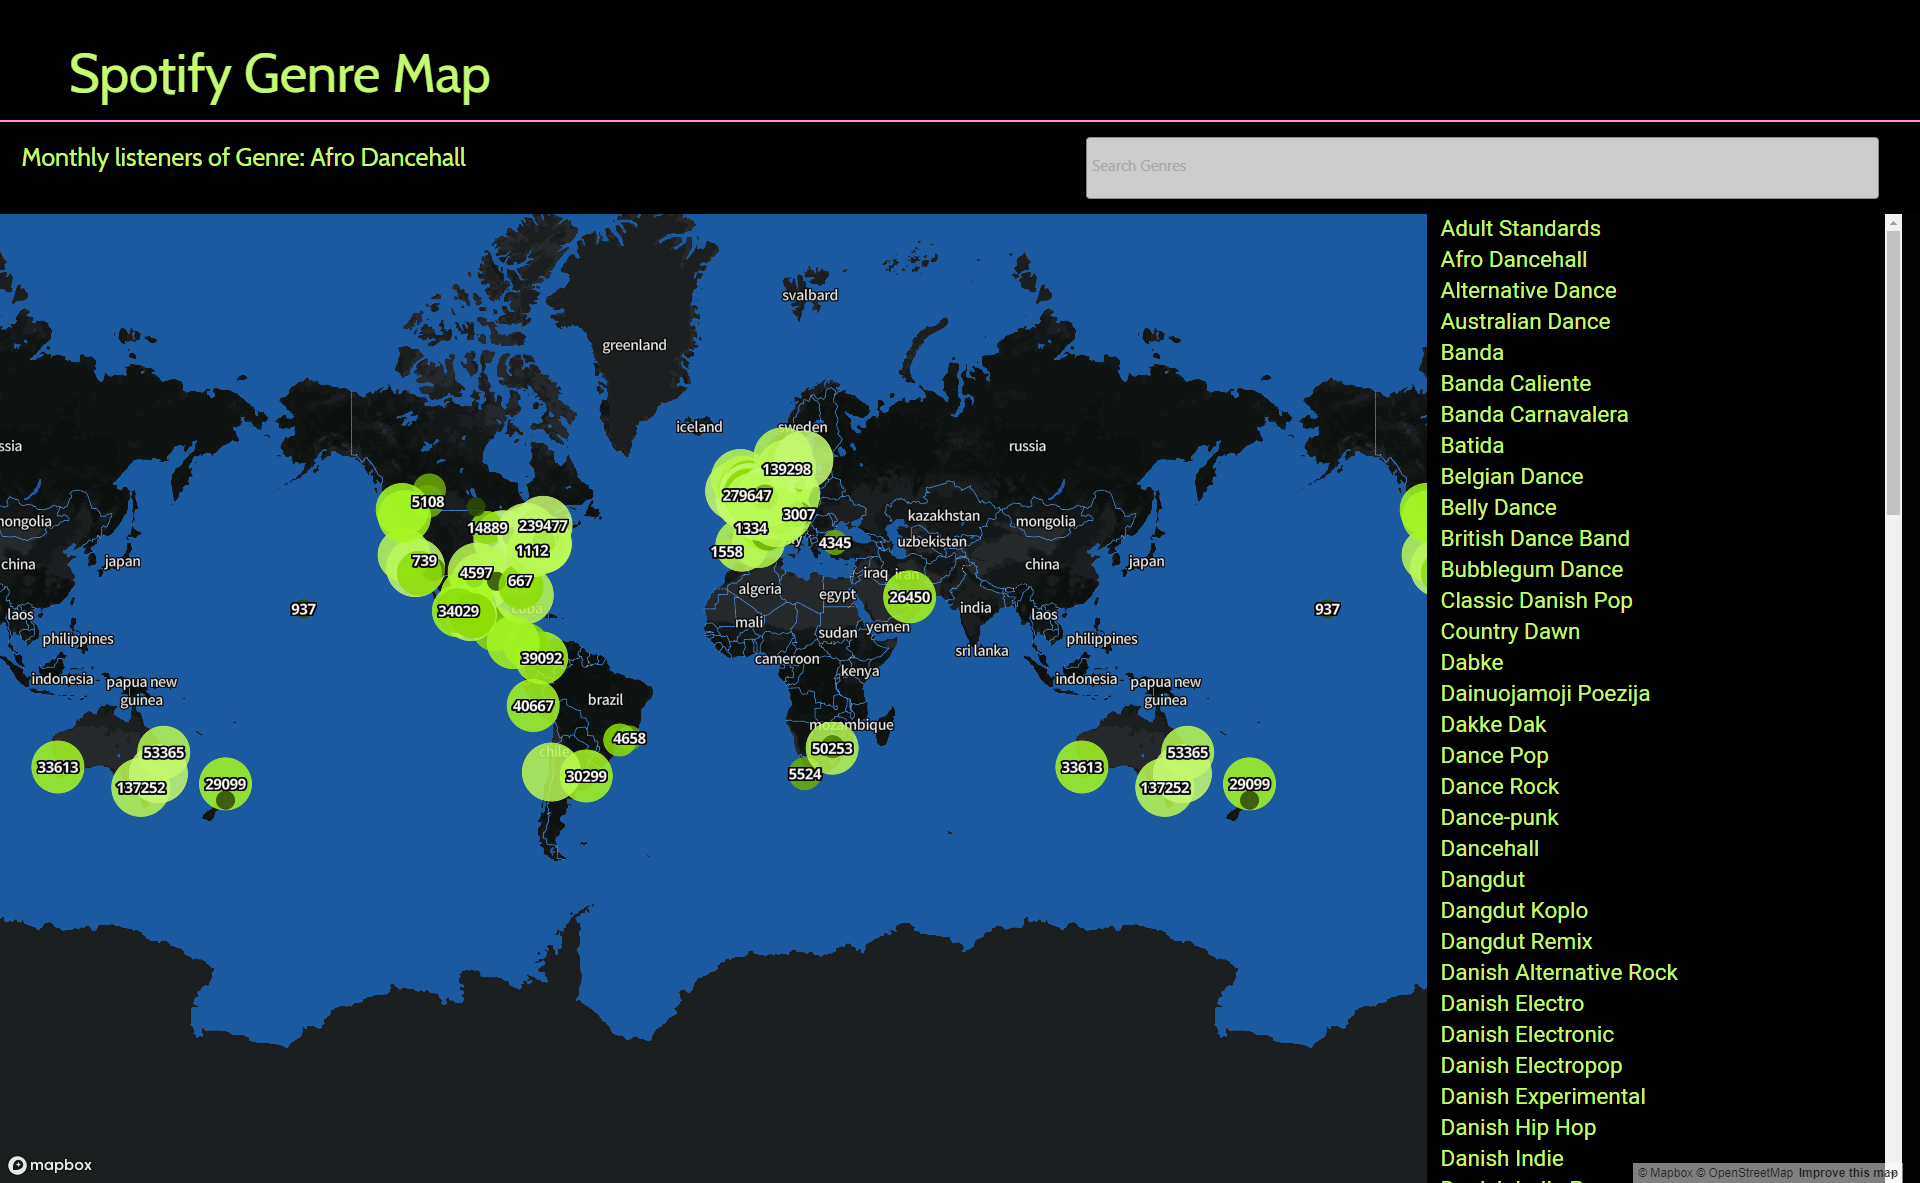 Spotify Genre Map
Monthly listeners of Genre: Afro Dancehall
Search Genres
svalbard
greenland
iceland
sweden
ssia
russia
139298
279647
5108
3007
14889
239477
1334
kazakhstan
mongolia
mongolia
1112
1558
4345
uzbekistan
739
4597
667
china
japan
iraq
iran
china
japan
algeria
egypt
26450
937
34029
cuba
india
937
laos
mali
sudan
yemen
laos
philippines
39092
cameroon
sri lanka
philippines
kenya
indonesia
papua new
guinea
40667
brazil
indonesia
papua new
guinea
mozambique
4658
53365
chile
50253
53365
33613
137252
29099
30299
5524
33613
137252
29099
mapbox
Adult Standards
Afro Dancehall
Alternative Dance
Australian Dance
Banda
Banda Caliente
Banda Carnavalera
Batida
Belgian Dance
Belly Dance
British Dance Band
Bubblegum Dance
Classic Danish Pop
Country Dawn
Dabke
Dainuojamoji Poezija
Dakke Dak
Dance Pop
Dance Rock
Dance-punk
Dancehall
Dangdut
Dangdut Koplo
Dangdut Remix
Danish Alternative Rock
Danish Electro
Danish Electronic
Danish Electropop
Danish Experimental
Danish Hip Hop
Danish Indie
© Mapbox © OpenStreetMap Improve this map